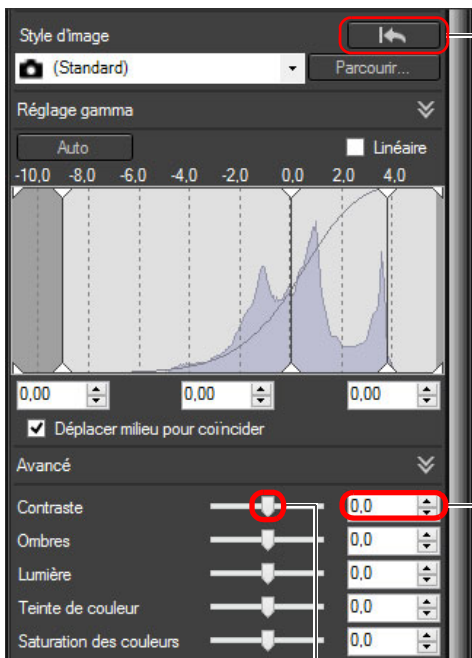 Style d'image
(Standard) Parcourir...
Réglage gamma
Auto Linéaire
-10,0 -8,0 -6,0 -4,0 -2,0 0,0 2,0 4,0
0,00 0,00 0,00
Déplacer milieu pour coïncider
Avancé
Contraste 0,0
Ombres 0,0
Lumière 0,0
Teinte de couleur 0,0
Saturation des couleurs 0,0